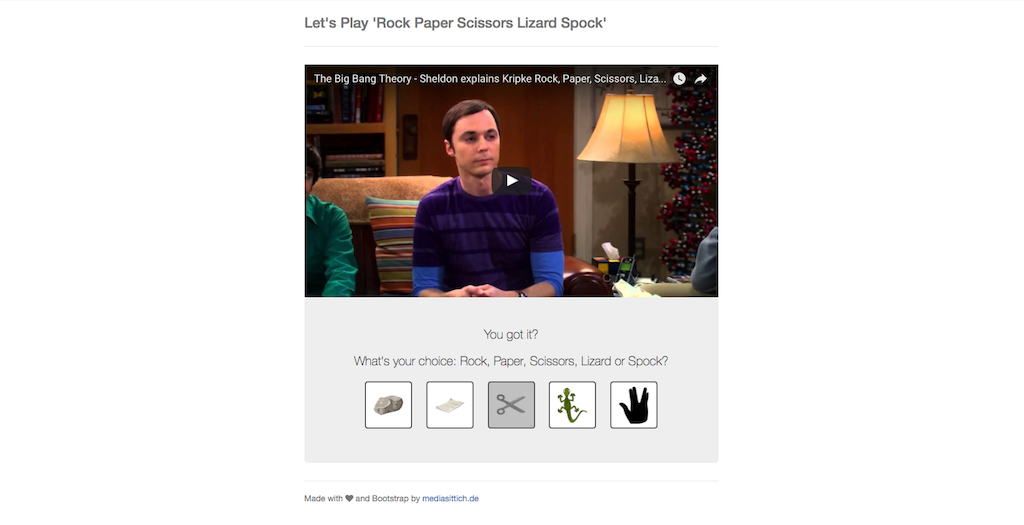 Let's Play 'Rock Paper Scissors Lizard Spock'
The Big Bang Theory - Sheldon explains Kripke Rock, Paper, Scissors, Liza...
You got it?
What's your choice: Rock, Paper, Scissors, Lizard or Spock?
Made with ♥ and Bootstrap by mediasittich.de